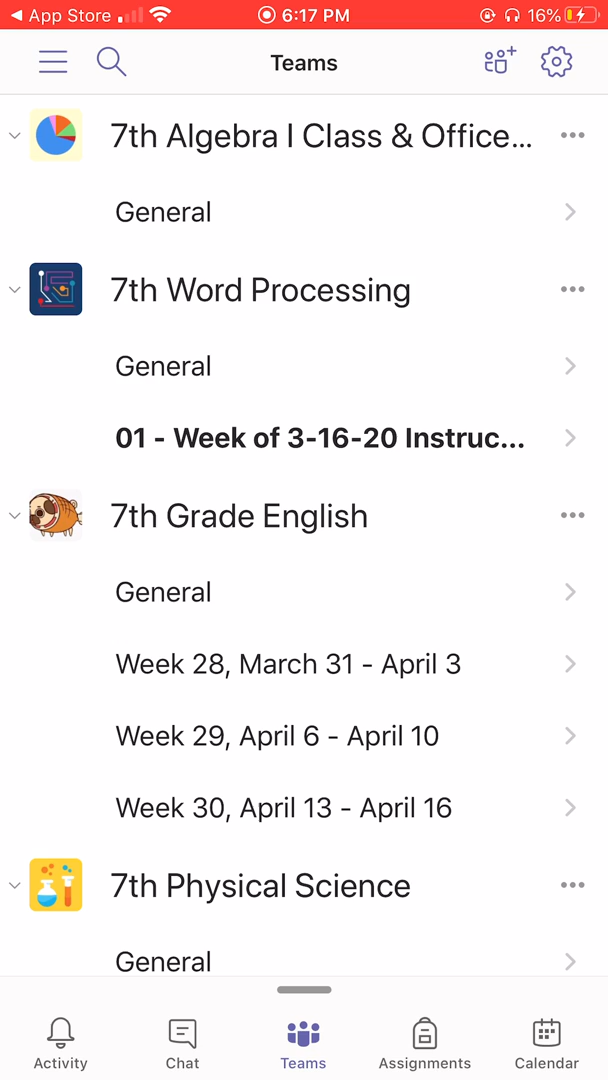 App Store 6:17 PM 16%
Teams
7th Algebra I Class & Office...
General
7th Word Processing
General
01 - Week of 3-16-20 Instruc...
7th Grade English
General
Week 28, March 31 - April 3
Week 29, April 6 - April 10
Week 30, April 13 - April 16
7th Physical Science
General
Activity Chat Teams Assignments Calendar